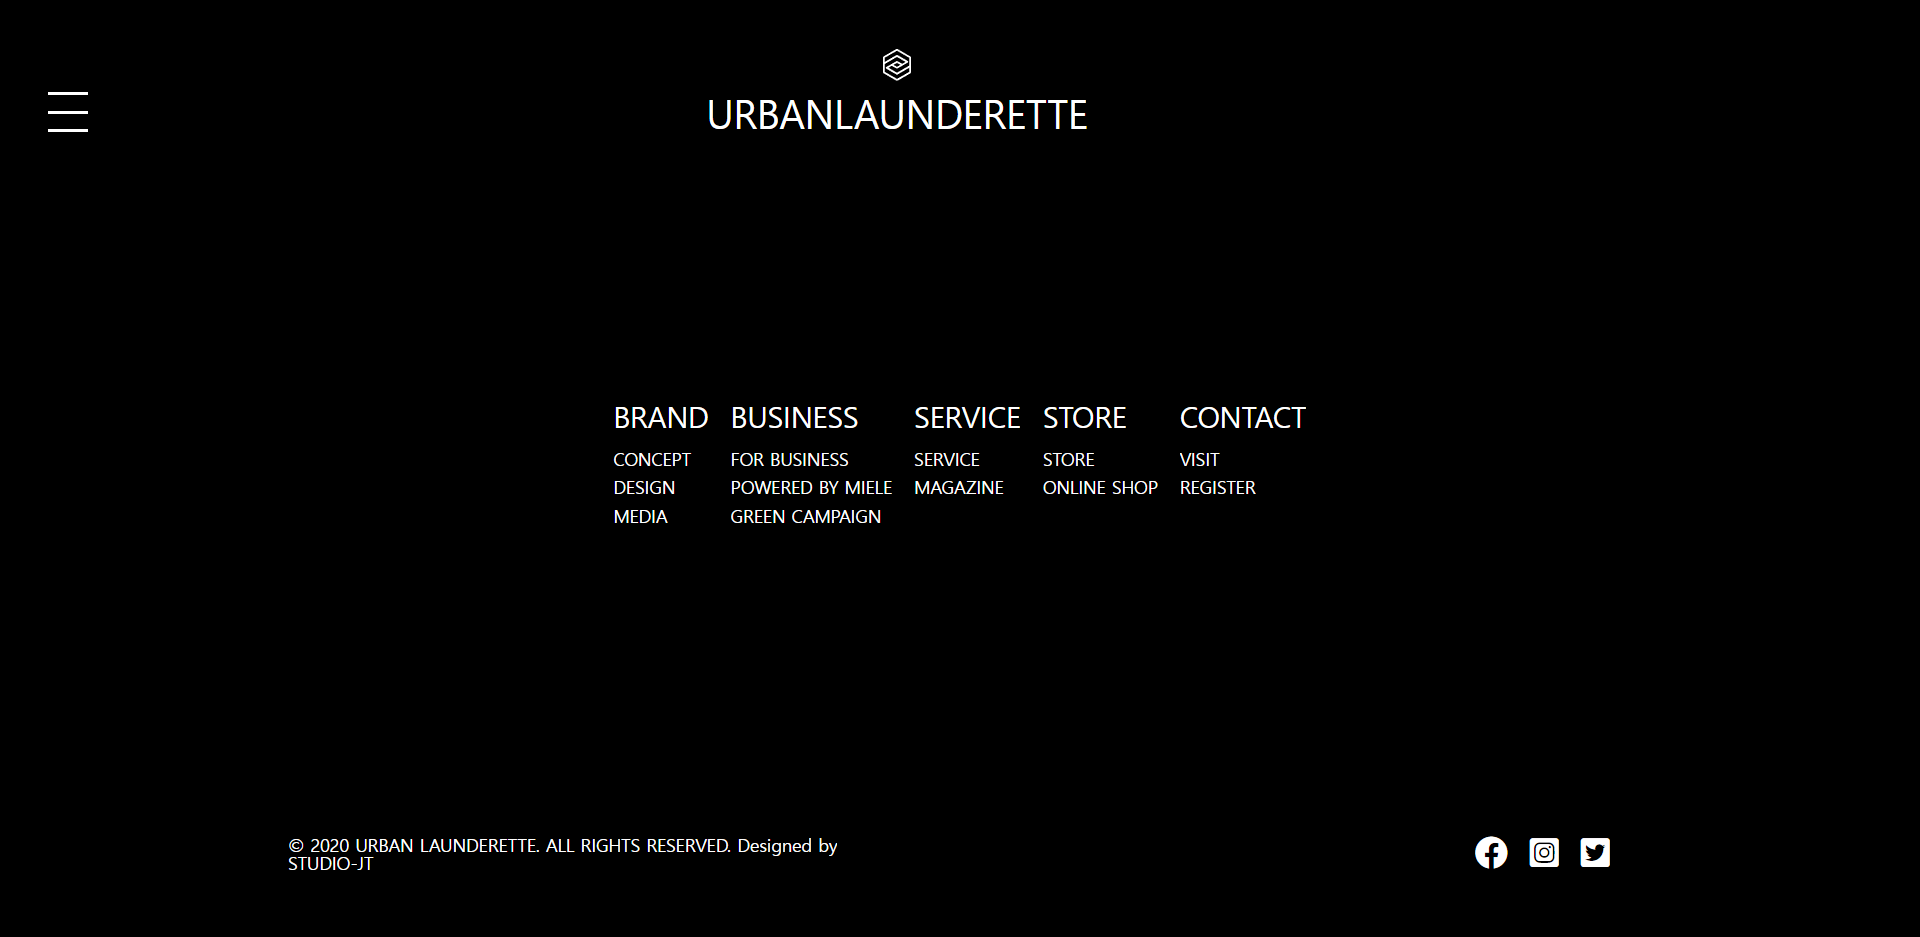 URBANLAUNDERETTE
BRAND
CONCEPT
DESIGN
MEDIA
BUSINESS
FOR BUSINESS
POWERED BY MIELE
GREEN CAMPAIGN
SERVICE
SERVICE
MAGAZINE
STORE
STORE
ONLINE SHOP
CONTACT
VISIT
REGISTER
© 2020 URBAN LAUNDERETTE. ALL RIGHTS RESERVED. Designed by
STUDIO-JT